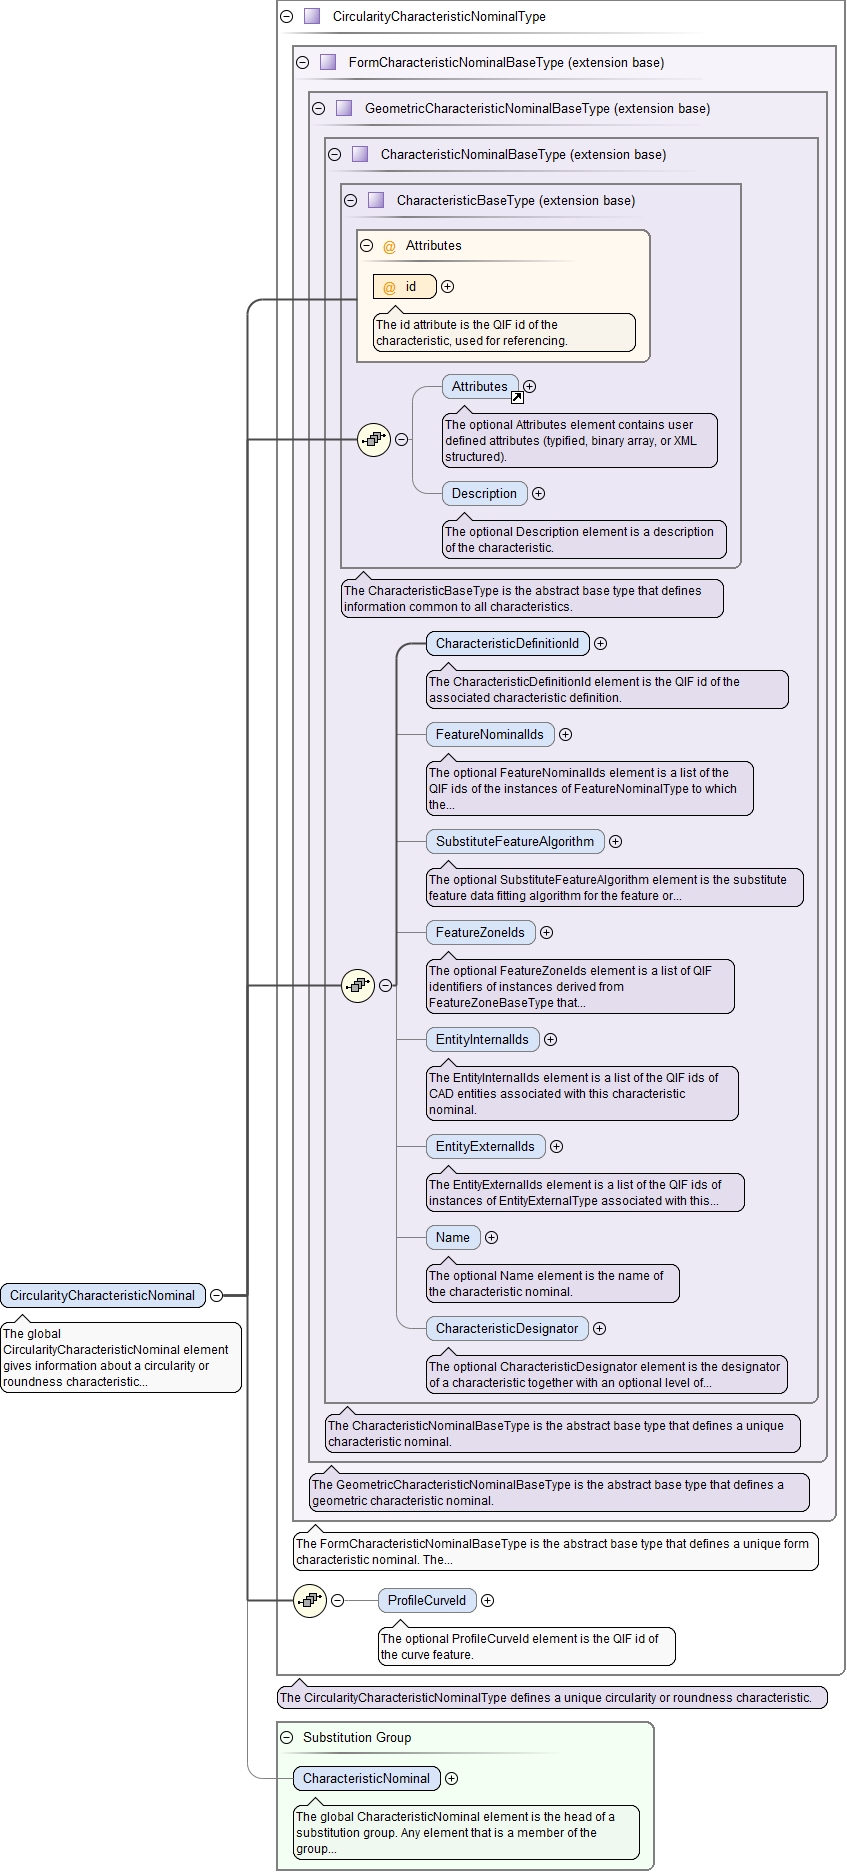 CircularityCharacteristicNominalType
FormCharacteristicNominalBaseType (extension base)
GeometricCharacteristicNominalBaseType (extension base)
CharacteristicNominalBaseType (extension base)
CharacteristicBaseType (extension base)
@ Attributes
@ id
The id attribute is the QIF id of the
characteristic, used for referencing.
Attributes
The optional Attributes element contains user
defined attributes (typified, binary array, or XML
structured).
Description
The optional Description element is a description
of the characteristic.
The CharacteristicBaseType is the abstract base type that defines
information common to all characteristics.
CharacteristicDefinitionId
The CharacteristicDefinitionId element is the QIF id of the
associated characteristic definition.
FeatureNominalIds
The optional FeatureNominalIds element is a list of the
QIF ids of the instances of FeatureNominalType to which
the...
SubstituteFeatureAlgorithm
The optional SubstituteFeatureAlgorithm element is the substitute
feature data fitting algorithm for the feature or...
FeatureZoneIds
The optional FeatureZoneIds element is a list of QIF
identifiers of instances derived from
FeatureZoneBaseType that...
EntityInternalIds
The EntityInternalIds element is a list of the QIF ids of
CAD entities associated with this characteristic
nominal.
EntityExternalIds
The EntityExternalIds element is a list of the QIF ids of
instances of EntityExternalType associated with this...
Name
The optional Name element is the name of
the characteristic nominal.
CircularityCharacteristicNominal
The global
CircularityCharacteristicNominal element
gives information about a circularity or
roundness characteristic...
CharacteristicDesignator
The optional CharacteristicDesignator element is the designator
of a characteristic together with an optional level of...
The CharacteristicNominalBaseType is the abstract base type that defines a unique
characteristic nominal.
The GeometricCharacteristicNominalBaseType is the abstract base type that defines a
geometric characteristic nominal.
The FormCharacteristicNominalBaseType is the abstract base type that defines a unique form
characteristic nominal. The...
ProfileCurveId
The optional ProfileCurveId element is the QIF id of
the curve feature.
The CircularityCharacteristicNominalType defines a unique circularity or roundness characteristic.
Substitution Group
CharacteristicNominal
The global CharacteristicNominal element is the head of a
substitution group. Any element that is a member of the
group...